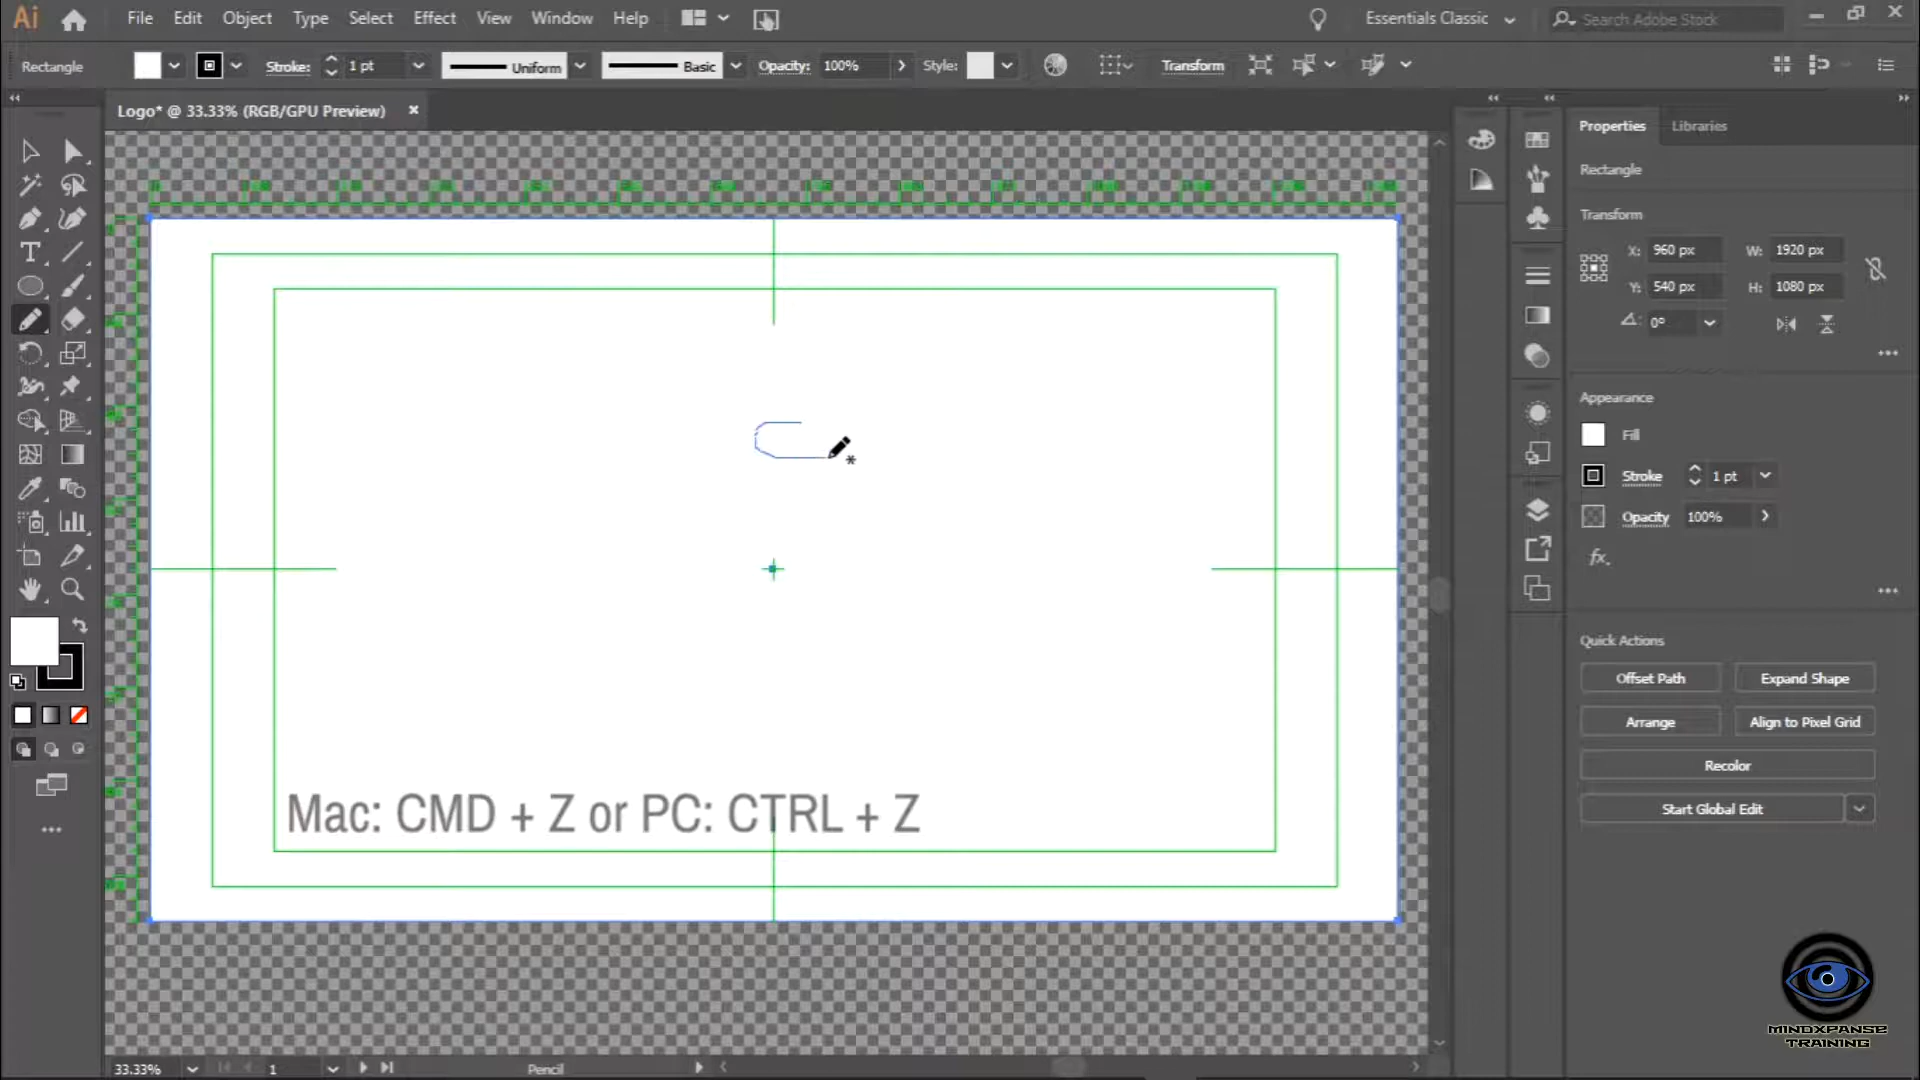 Ai File Edit Object Type Select Effect View Window Help Essentials Classic Search Adobe Stock
Rectangle Stroke: 1 pt Uniform Basic Opacity: 100% Style: Transform
Logo* @ 33.33% (RGB/GPU Preview)
Properties Libraries
Rectangle
Transform
X: 960 px W: 1920 px
Y: 540 px H: 1080 px
0°
Appearance
Fill
Stroke 1 pt
Opacity 100%
fx.
Quick Actions
Offset Path Expand Shape
Arrange Align to Pixel Grid
Recolor
Start Global Edit
Mac: CMD + Z or PC: CTRL + Z
MINDXPANSE
TRAINING
33.33% 1 Pencil